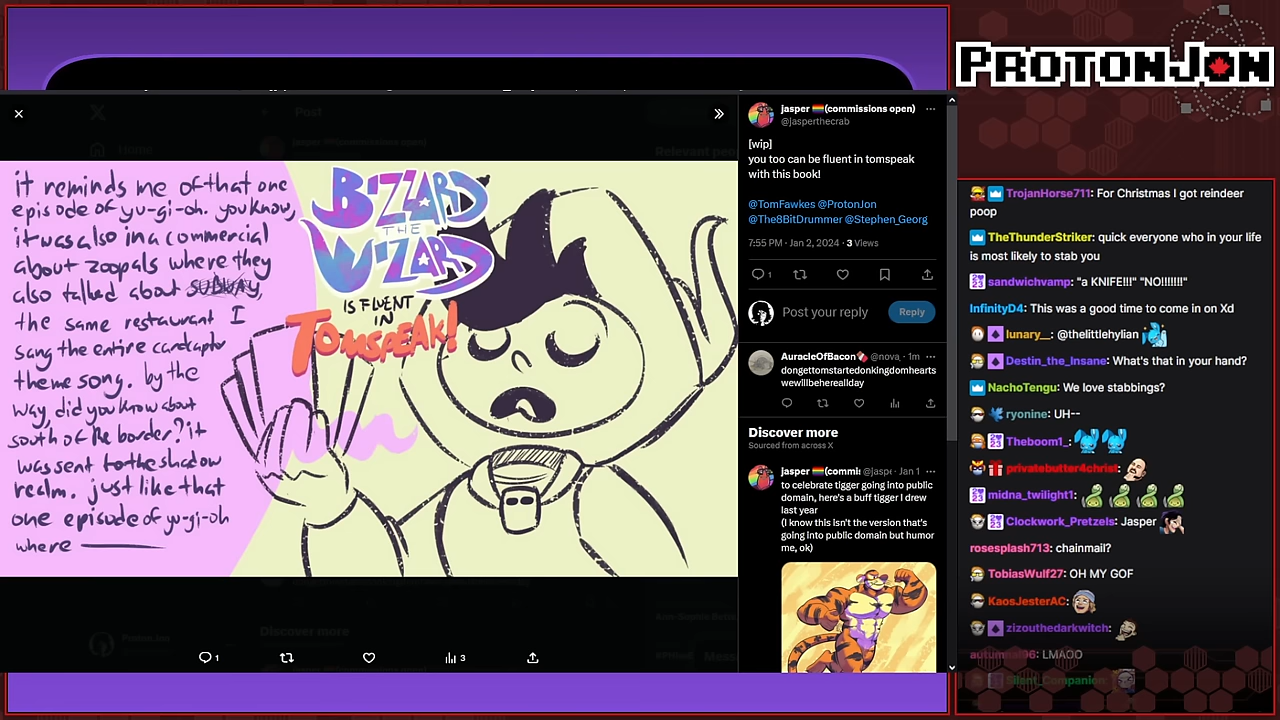 PROTONJON
jasper (commissions open)
@jasperthecrab
[wip]
you too can be fluent in tomspeak
with this book!
@TomFawkes @ProtonJon
@The8BitDrummer @Stephen_Georg
7:55 PM · Jan 2, 2024 · 3 Views
1
Post your reply
Reply
AuracleOfBacon @nova_ · 1m
dongettomstartedonkingdomhearts
wewillbehereallday
Discover more
Sourced from across X
jasper (commi: @jaspe · Jan 1
to celebrate tigger going into public
domain, here's a buff tigger I drew
last year
(I know this isn't the version that's
going into public domain but humor
me, ok)
it reminds me of that one
episode of yu-gi-oh. you know,
it was also in a commercial
about zoopals where they
also talked about SUBWAY,
the same restaurant I
sang the entire cardcaptor
theme song. by the
way, did you know about
south of the border? it
was sent to the shadow
realm. just like that
one episode of yu-gi-oh
where
BIZZARD
THE
WIZARD
IS FLUENT
IN
TOMSPEAK!
1
3
TrojanHorse711: For Christmas I got reindeer
poop
TheThunderStriker: quick everyone who in your life
is most likely to stab you
sandwichvamp: "a KNIFE!!!" "NO!!!!!!!"
InfinityD4: This was a good time to come in on Xd
lunary__: @thelittlehylian
Destin_the_Insane: What's that in your hand?
NachoTengu: We love stabbings?
ryonine: UH--
Theboom1_:
privatebutter4christ:
midna_twilight1:
Clockwork_Pretzels: Jasper
rosesplash713: chainmail?
TobiasWulf27: OH MY GOF
KaosJesterAC:
zizouthedarkwitch:
LMAOO
Silent_Companion: